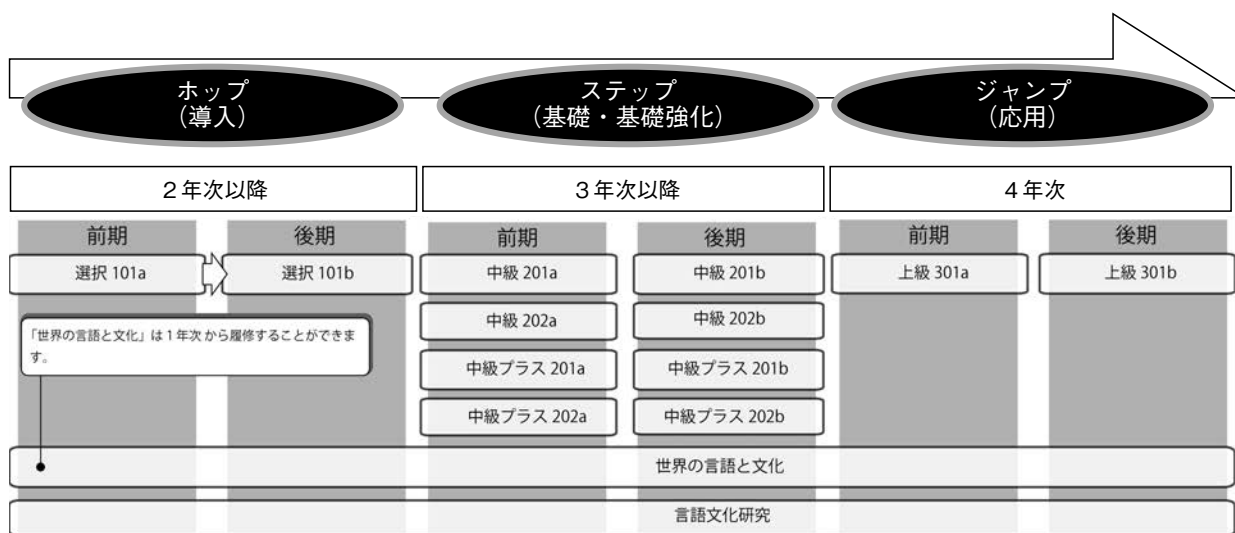 ホップ
（導入）
ステップ
（基礎・基礎強化）
ジャンプ
（応用）
２年次以降
３年次以降
４年次
前期
後期
前期
後期
前期
後期
選択 101a
選択 101b
中級 201a
中級 201b
上級 301a
上級 301b
「世界の言語と文化」は 1 年次から履修することができま
す。
中級 202a
中級 202b
中級プラス 201a
中級プラス 201b
中級プラス 202a
中級プラス 202b
世界の言語と文化
言語文化研究